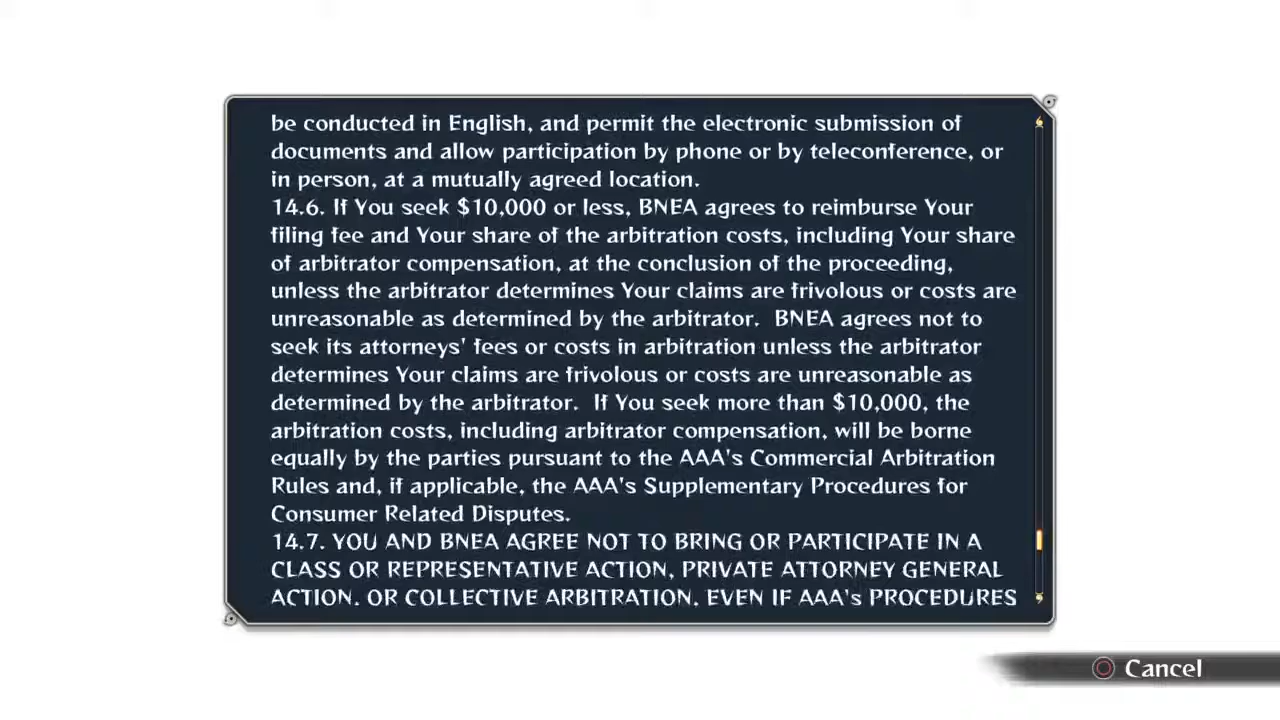 be conducted in English, and permit the electronic submission of
documents and allow participation by phone or by teleconference, or
in person, at a mutually agreed location.
14.6. If You seek $10,000 or less, BNEA agrees to reimburse Your
filing fee and Your share of the arbitration costs, including Your share
of arbitrator compensation, at the conclusion of the proceeding,
unless the arbitrator determines Your claims are frivolous or costs are
unreasonable as determined by the arbitrator.  BNEA agrees not to
seek its attorneys' fees or costs in arbitration unless the arbitrator
determines Your claims are frivolous or costs are unreasonable as
determined by the arbitrator.  If You seek more than $10,000, the
arbitration costs, including arbitrator compensation, will be borne
equally by the parties pursuant to the AAA's Commercial Arbitration
Rules and, if applicable, the AAA's Supplementary Procedures for
Consumer Related Disputes.
14.7. YOU AND BNEA AGREE NOT TO BRING OR PARTICIPATE IN A
CLASS OR REPRESENTATIVE ACTION, PRIVATE ATTORNEY GENERAL
ACTION, OR COLLECTIVE ARBITRATION, EVEN IF AAA's PROCEDURES
Cancel